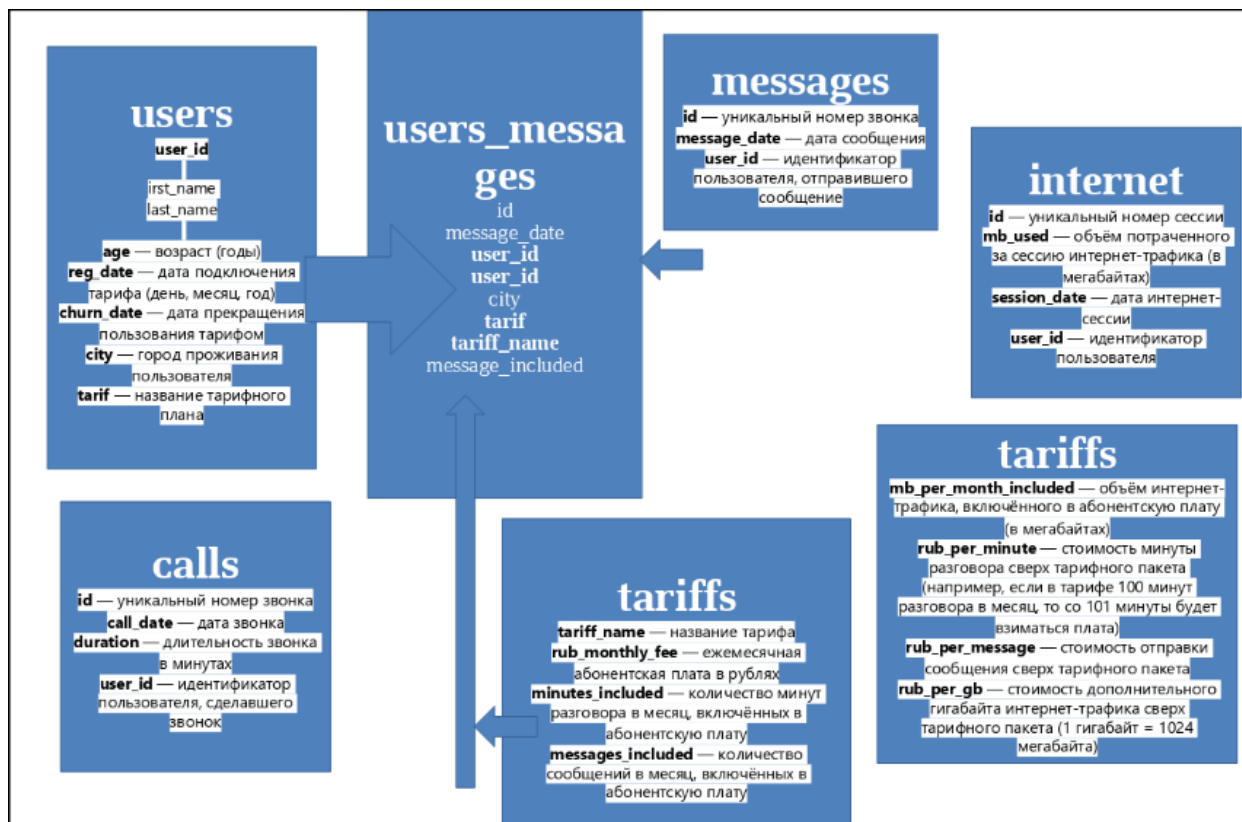 users
user_id
irst_name
last_name
age — возраст (годы)
reg_date — дата подключения
тарифа (день, месяц, год)
churn_date — дата прекращения
пользования тарифом
city — город проживания
пользователя
tarif — название тарифного
плана
users_messa
ges
id
message_date
user_id
user_id
city
tarif
tariff_name
message_included
messages
id — уникальный номер звонка
message_date — дата сообщения
user_id — идентификатор
пользователя, отправившего
сообщение
internet
id — уникальный номер сессии
mb_used — объём потраченного
за сессию интернет-трафика (в
мегабайтах)
session_date — дата интернет-
сессии
user_id — идентификатор
пользователя
calls
id — уникальный номер звонка
call_date — дата звонка
duration — длительность звонка
в минутах
user_id — идентификатор
пользователя, сделавшего
звонок
tariffs
tariff_name — название тарифа
rub_monthly_fee — ежемесячная
абонентская плата в рублях
minutes_included — количество минут
разговора в месяц, включённых в
абонентскую плату
messages_included — количество
сообщений в месяц, включённых в
абонентскую плату
tariffs
mb_per_month_included — объём интернет-
трафика, включённого в абонентскую плату
(в мегабайтах)
rub_per_minute — стоимость минуты
разговора сверх тарифного пакета
(например, если в тарифе 100 минут
разговора в месяц, то со 101 минуты будет
взиматься плата)
rub_per_message — стоимость отправки
сообщения сверх тарифного пакета
rub_per_gb — стоимость дополнительного
гигабайта интернет-трафика сверх
тарифного пакета (1 гигабайт = 1024
мегабайта)